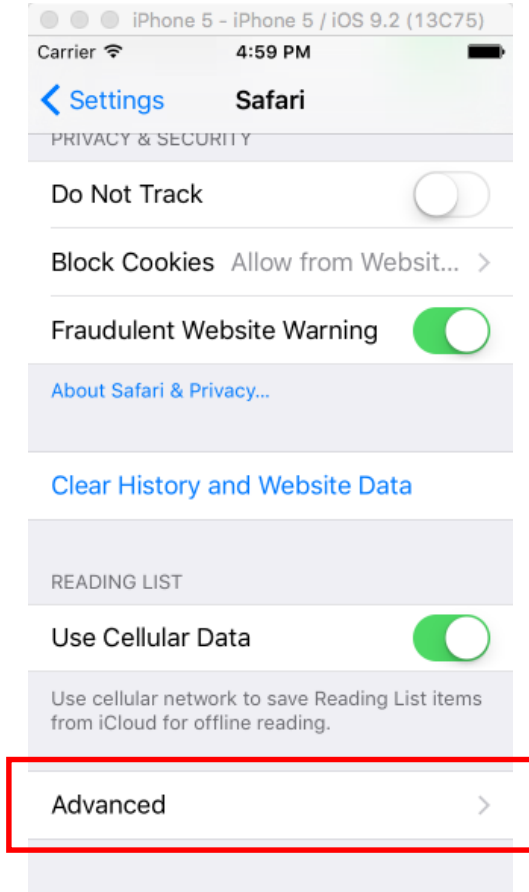 iPhone 5 - iPhone 5 / iOS 9.2 (13C75)
Carrier 4:59 PM
Settings Safari
PRIVACY & SECURITY
Do Not Track
Block Cookies Allow from Websit...
Fraudulent Website Warning
About Safari & Privacy...
Clear History and Website Data
READING LIST
Use Cellular Data
Use cellular network to save Reading List items
from iCloud for offline reading.
Advanced